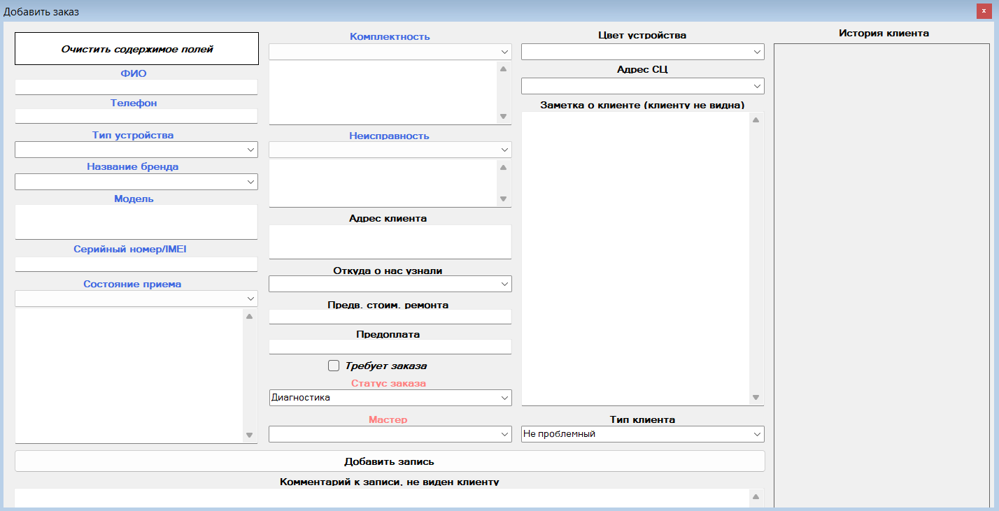 Добавить заказ
x
Очистить содержимое полей
ФИО
Телефон
Тип устройства
Название бренда
Модель
Серийный номер/IMEI
Состояние приема
Комплектность
Неисправность
Адрес клиента
Откуда о нас узнали
Предв. стоим. ремонта
Предоплата
Требует заказа
Статус заказа
Диагностика
Мастер
Цвет устройства
Адрес СЦ
Заметка о клиенте (клиенту не видна)
Тип клиента
Не проблемный
История клиента
Добавить запись
Комментарий к записи, не виден клиенту